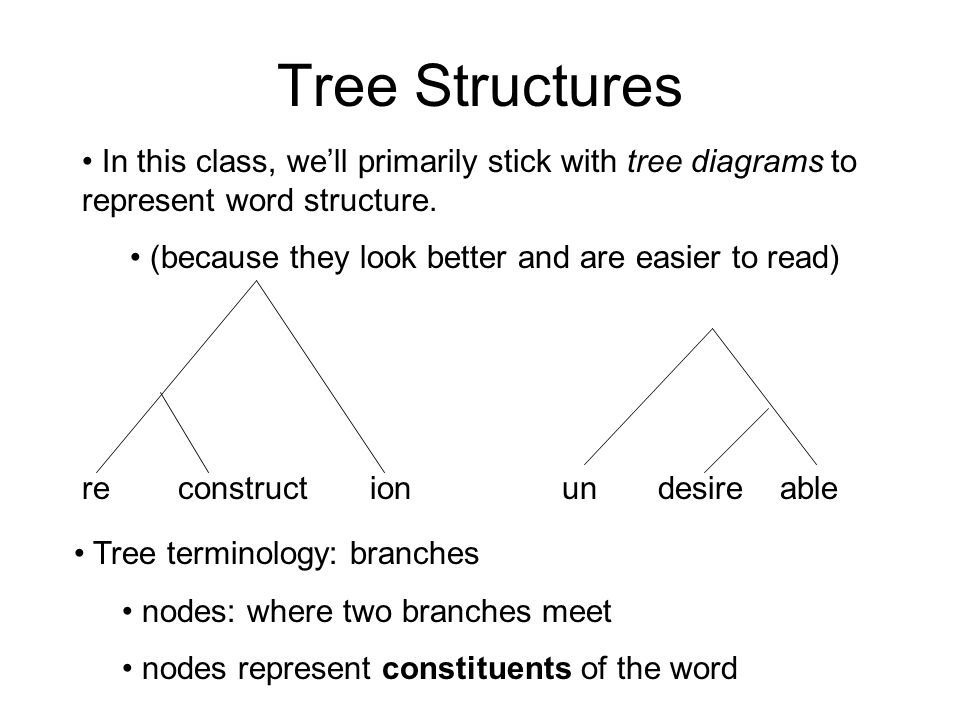 Tree Structures
• In this class, we’ll primarily stick with tree diagrams to
represent word structure.
• (because they look better and are easier to read)
re construct ion un desire able
• Tree terminology: branches
• nodes: where two branches meet
• nodes represent constituents of the word